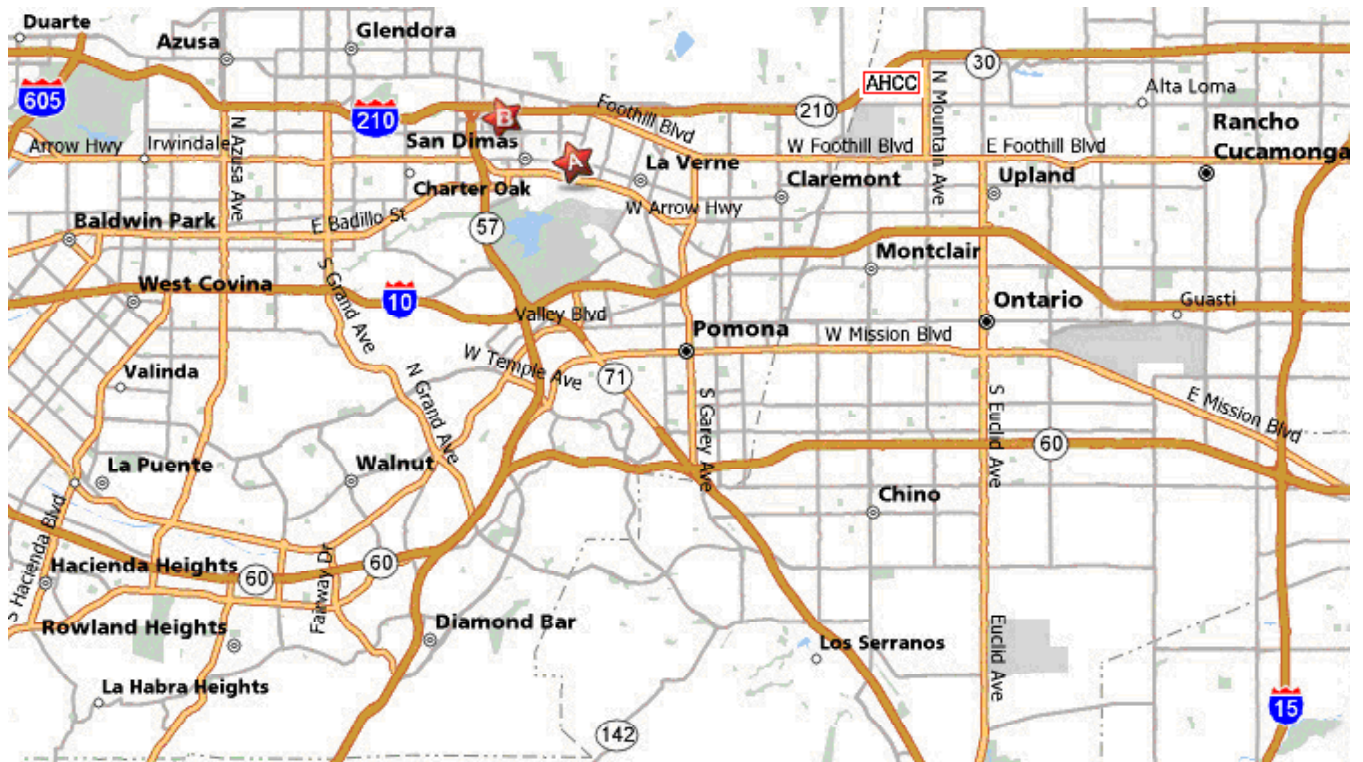 Duarte
Azusa
Glendora
605
210
AHCC
30
Alta Loma
N Mountain Ave
Foothill Blvd
210
B
Rancho
Cucamonga
Arrow Hwy
Irwindale
N Azusa Ave
San Dimas
A
La Verne
W Foothill Blvd
E Foothill Blvd
Charter Oak
Claremont
Upland
Baldwin Park
E Badillo St
57
W Arrow Hwy
Montclair
West Covina
S Grand Ave
10
Valley Blvd
Ontario
Guasti
Pomona
W Mission Blvd
Valinda
N Grand Ave
W Temple Ave
71
S Garey Ave
S Euclid Ave
E Mission Blvd
60
La Puente
Walnut
Chino
S Hacienda Blvd
Hacienda Heights
60
Fairway Dr
60
Rowland Heights
Diamond Bar
Los Serranos
Euclid Ave
La Habra Heights
142
15